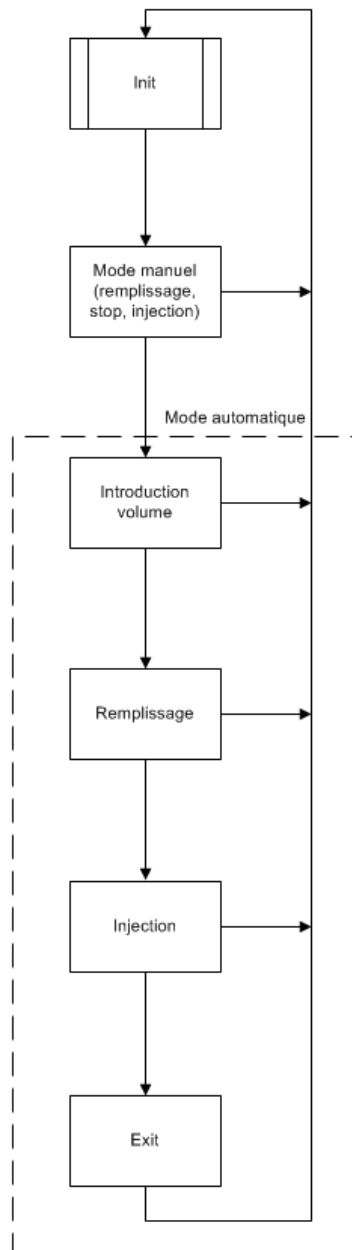 Init
Mode manuel
(remplissage,
stop, injection)
Mode automatique
Introduction
volume
Remplissage
Injection
Exit